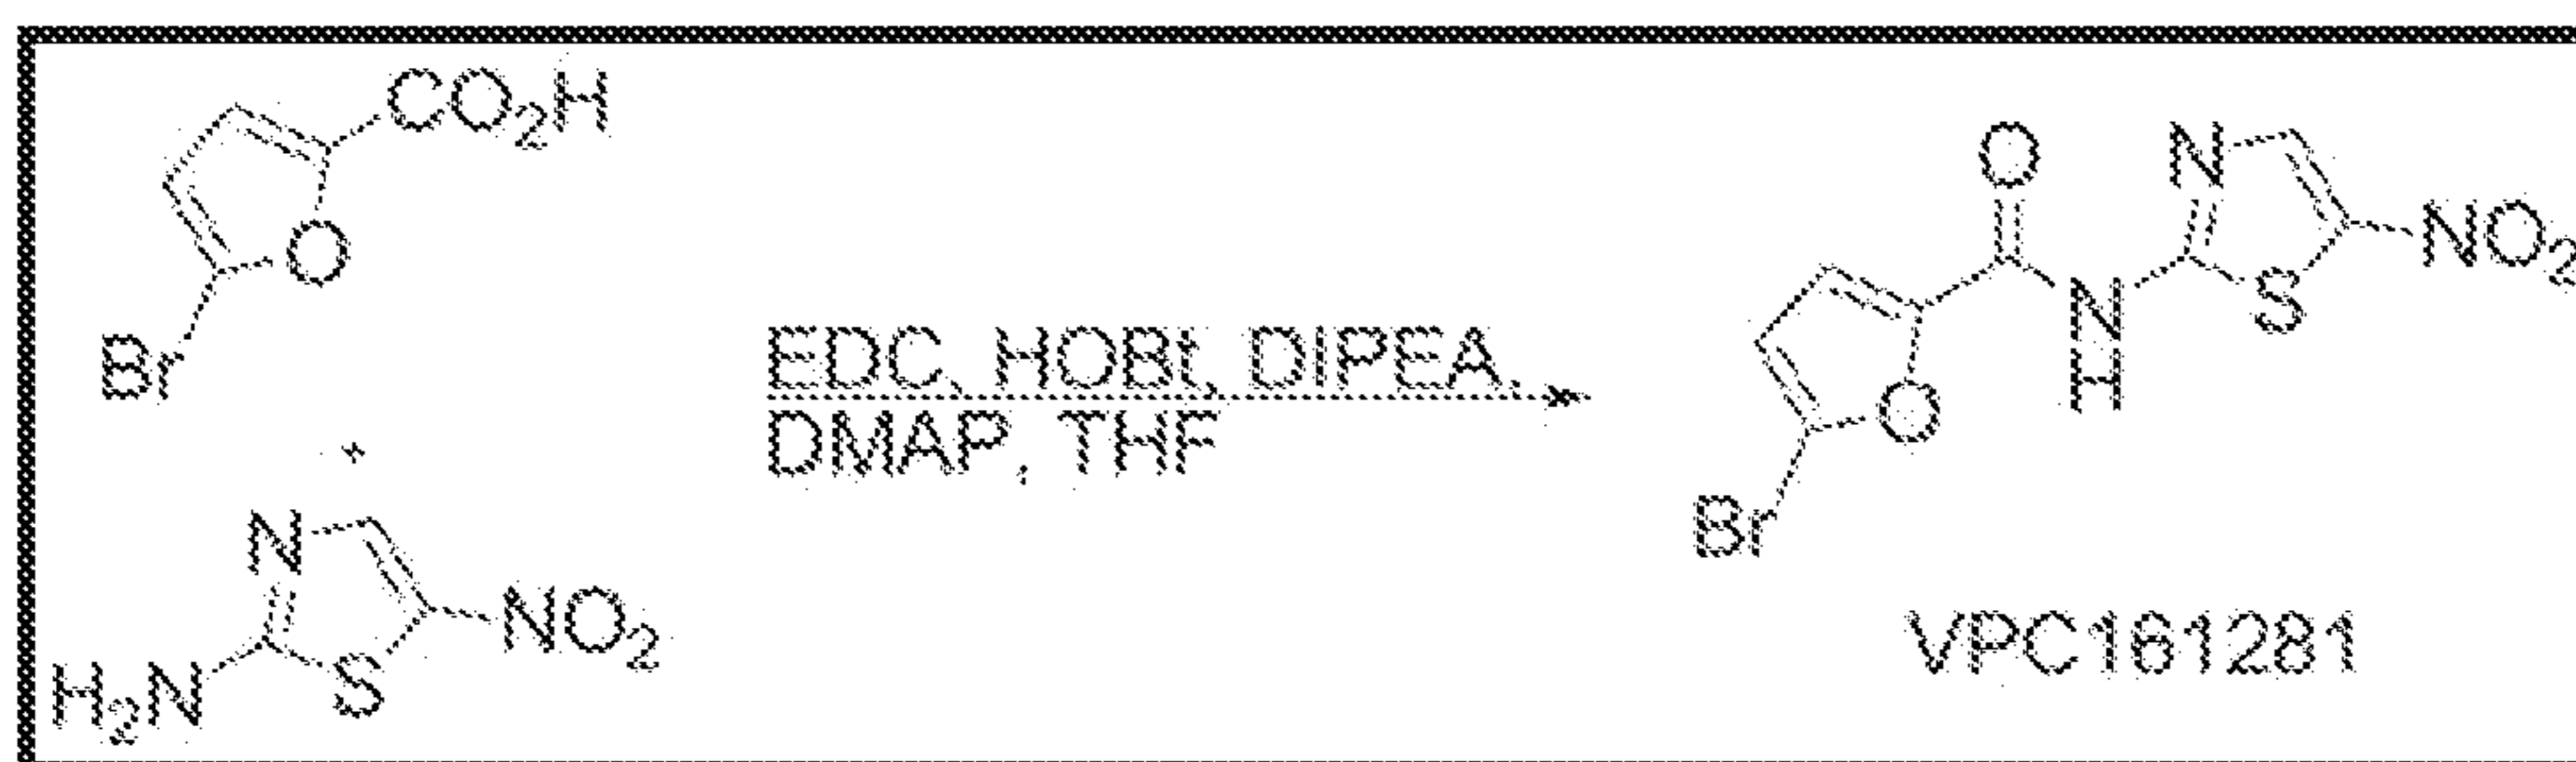 CO2H
O
Br
+
N
NO2
S
H2N
EDC, HOBt, DIPEA,
DMAP, THF
O
N
NO2
S
N
H
O
Br
VPC161281